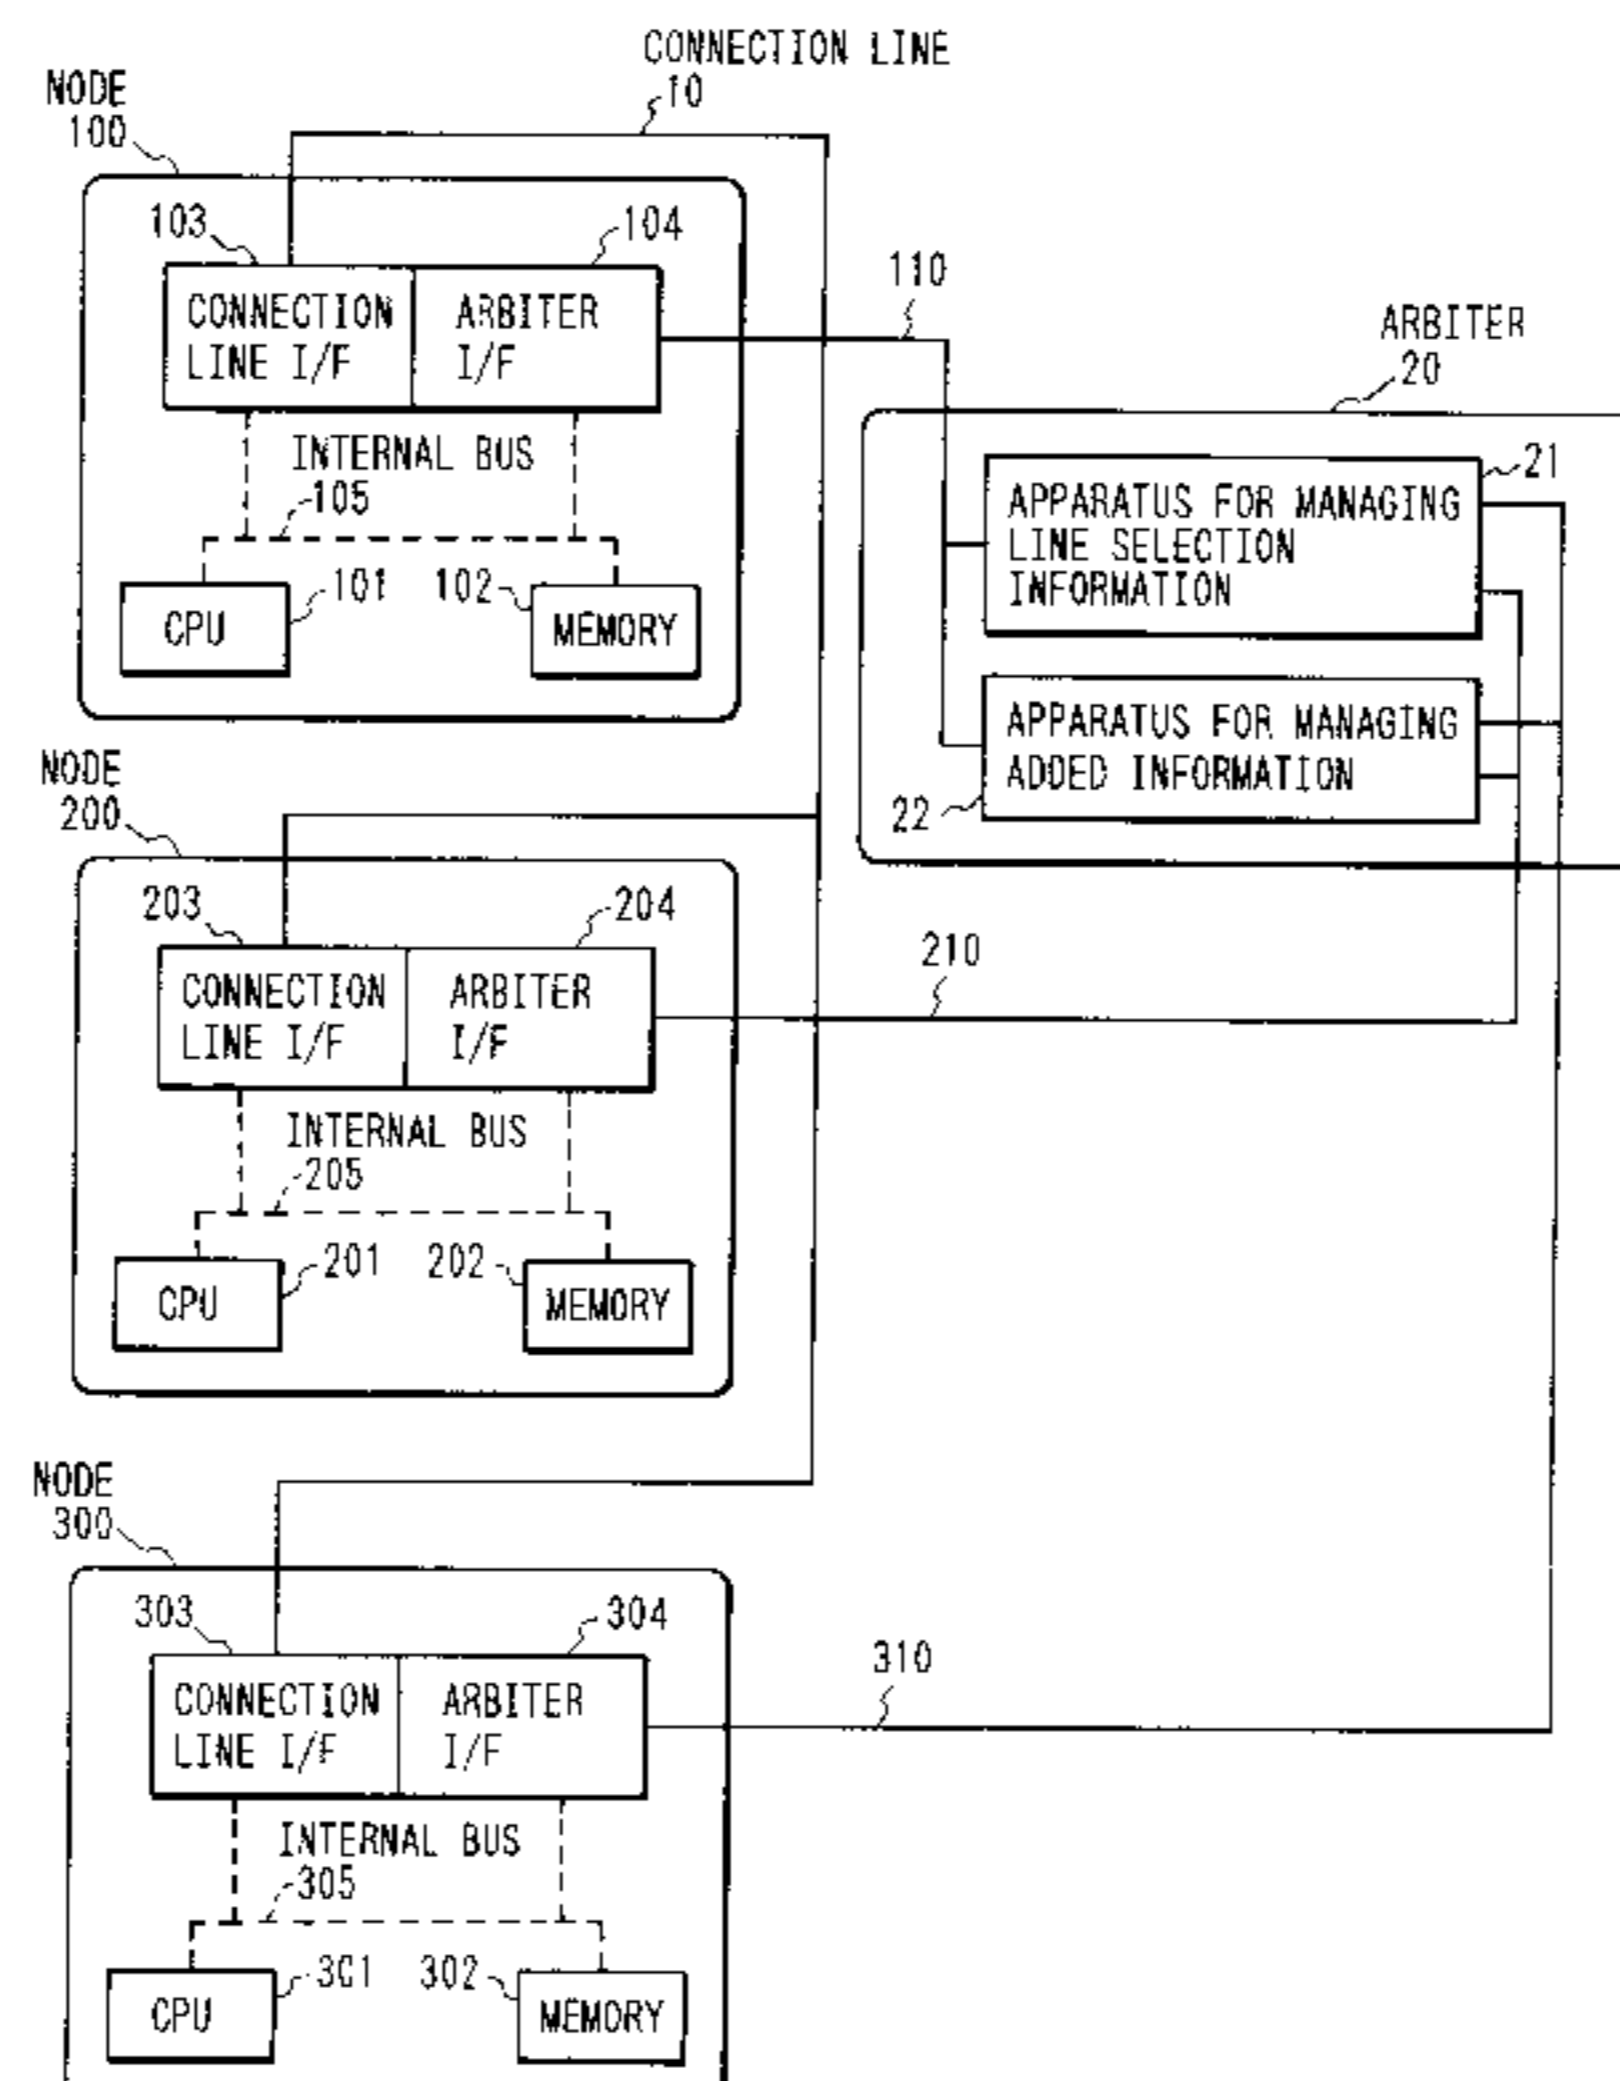 CONNECTION LINE
10
NODE
100
103
104
CONNECTION
LINE I/F
ARBITER
I/F
110
INTERNAL BUS
105
CPU
101
102
MEMORY
ARBITER
20
21
APPARATUS FOR MANAGING
LINE SELECTION
INFORMATION
APPARATUS FOR MANAGING
ADDED INFORMATION
22
NODE
200
203
204
CONNECTION
LINE I/F
ARBITER
I/F
210
INTERNAL BUS
205
CPU
201
202
MEMORY
NODE
300
303
304
CONNECTION
LINE I/F
ARBITER
I/F
310
INTERNAL BUS
305
CPU
301
302
MEMORY